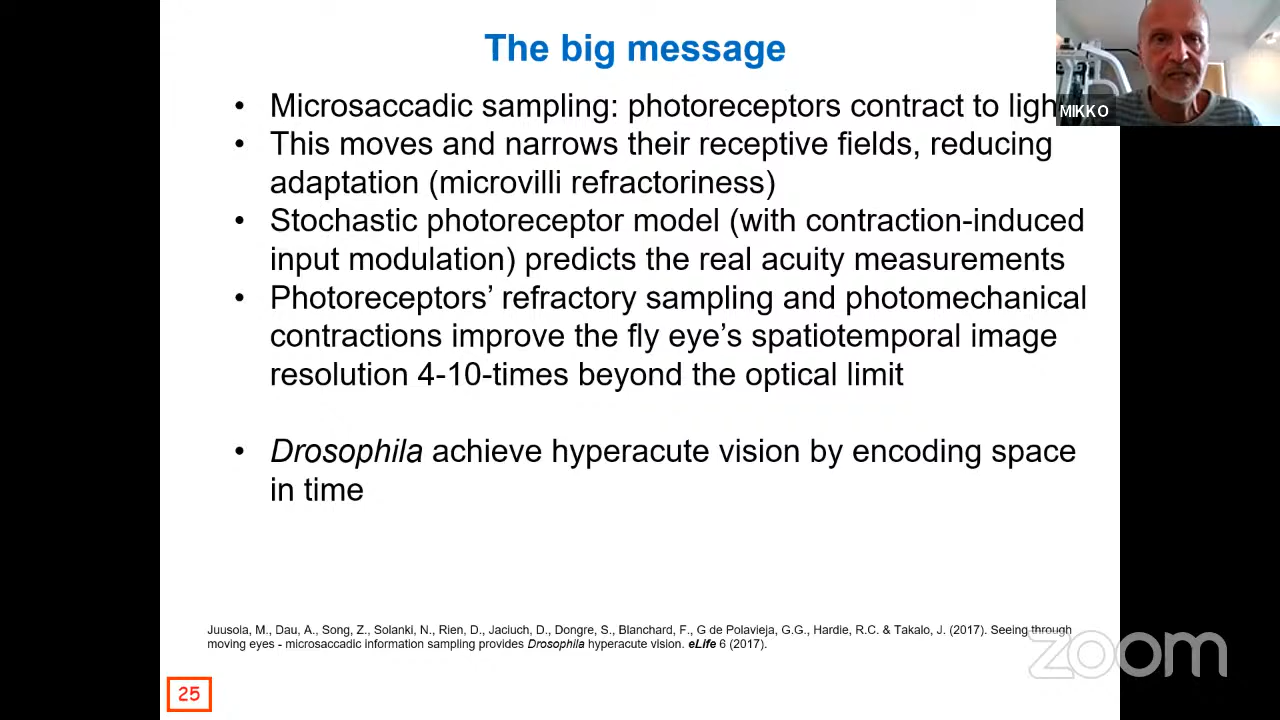 The big message
• Microsaccadic sampling: photoreceptors contract to ligh
• This moves and narrows their receptive fields, reducing
adaptation (microvilli refractoriness)
• Stochastic photoreceptor model (with contraction-induced
input modulation) predicts the real acuity measurements
• Photoreceptors’ refractory sampling and photomechanical
contractions improve the fly eye’s spatiotemporal image
resolution 4-10-times beyond the optical limit
• Drosophila achieve hyperacute vision by encoding space
in time
Juusola, M., Dau, A., Song, Z., Solanki, N., Rien, D., Jaciuch, D., Dongre, S., Blanchard, F., G de Polavieja, G.G., Hardie, R.C. & Takalo, J. (2017). Seeing through
moving eyes - microsaccadic information sampling provides Drosophila hyperacute vision. eLife 6 (2017).
25
MIKKO
zoom